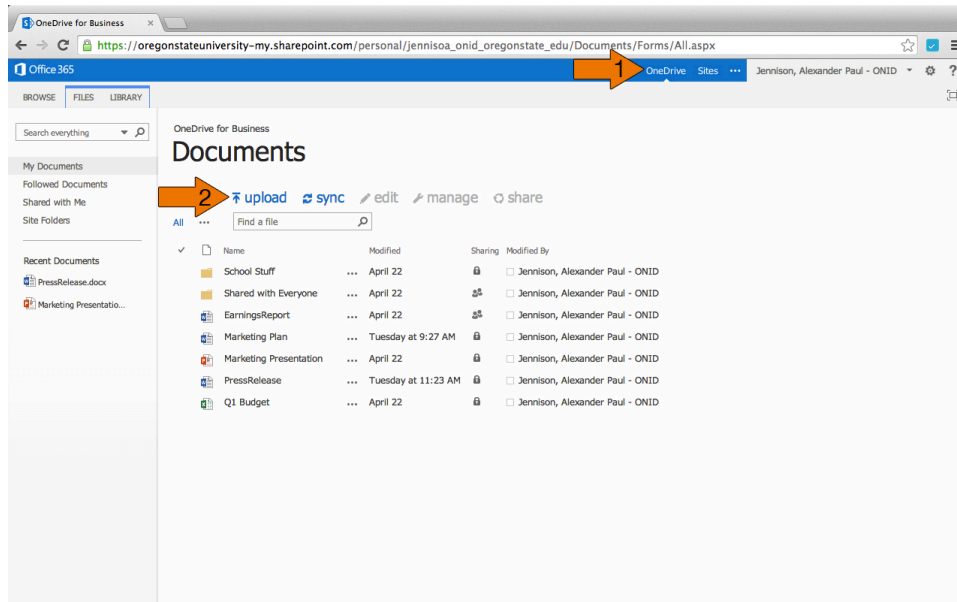 OneDrive for Business ×
https://oregonstateuniversity-my.sharepoint.com/personal/jennisoa_onid_oregonstate_edu/Documents/Forms/All.aspx
Office 365 1 OneDrive Sites ••• Jennison, Alexander Paul - ONID ?
BROWSE FILES LIBRARY
Search everything
My Documents
Followed Documents
Shared with Me
Site Folders
Recent Documents
PressRelease.docx
Marketing Presentatio...
OneDrive for Business
Documents
2 upload sync edit manage share
All ••• Find a file
Name Modified Sharing Modified By
School Stuff ... April 22 Jennison, Alexander Paul - ONID
Shared with Everyone ... April 22 Jennison, Alexander Paul - ONID
EarningsReport ... April 22 Jennison, Alexander Paul - ONID
Marketing Plan ... Tuesday at 9:27 AM Jennison, Alexander Paul - ONID
Marketing Presentation ... April 22 Jennison, Alexander Paul - ONID
PressRelease ... Tuesday at 11:23 AM Jennison, Alexander Paul - ONID
Q1 Budget ... April 22 Jennison, Alexander Paul - ONID